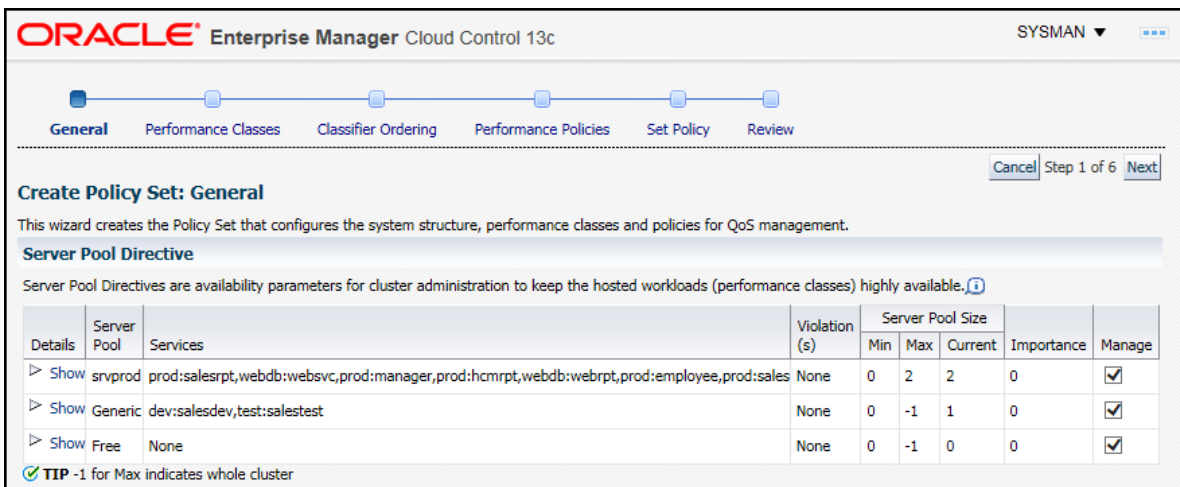 ORACLE Enterprise Manager Cloud Control 13c SYSMAN
General Performance Classes Classifier Ordering Performance Policies Set Policy Review
Cancel Step 1 of 6 Next
Create Policy Set: General
This wizard creates the Policy Set that configures the system structure, performance classes and policies for QoS management.
Server Pool Directive
Server Pool Directives are availability parameters for cluster administration to keep the hosted workloads (performance classes) highly available.
Details Server Pool Services Violation (s) Server Pool Size Min Max Current Importance Manage
Show srvprod prod:salesrpt,webdb:websvc,prod:manager,prod:hcmrpt,webdb:webrpt,prod:employee,prod:sales None 0 2 2 0
Show Generic dev:salesdev,test:salestest None 0 -1 1 0
Show Free None None 0 -1 0 0
TIP -1 for Max indicates whole cluster